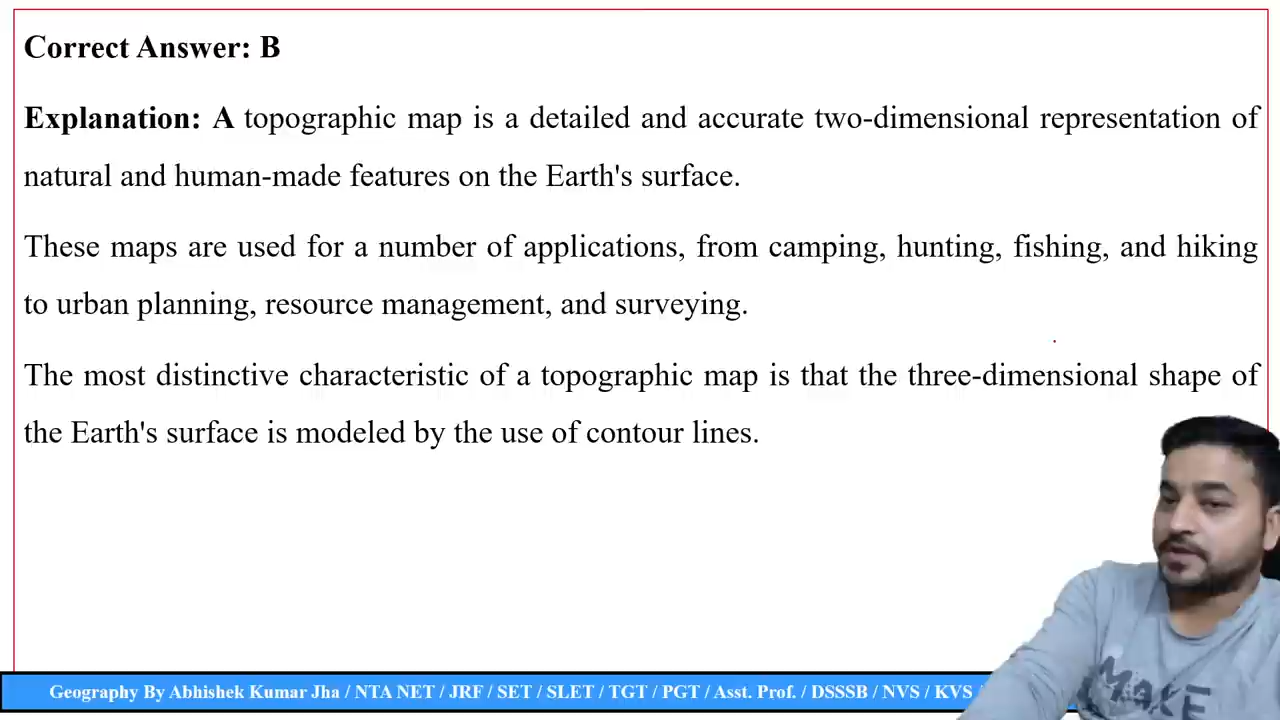 Correct Answer: B
Explanation: A topographic map is a detailed and accurate two-dimensional representation of
natural and human-made features on the Earth's surface.
These maps are used for a number of applications, from camping, hunting, fishing, and hiking
to urban planning, resource management, and surveying.
The most distinctive characteristic of a topographic map is that the three-dimensional shape of
the Earth's surface is modeled by the use of contour lines.
Geography By Abhishek Kumar Jha / NTA NET / JRF / SET / SLET / TGT / PGT / Asst. Prof. / DSSSB / NVS / KVS /
MAKE